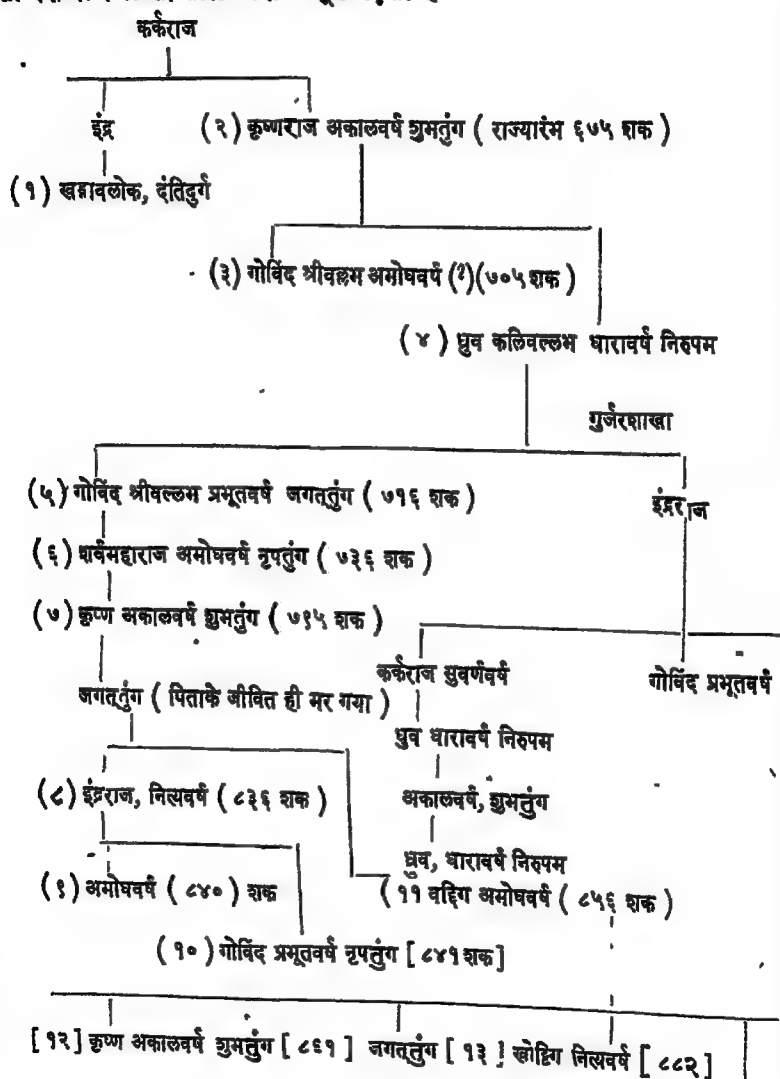 कर्कराज
इंद्र (२) कृष्णराज अकालवर्ष शुभतुंग ( राज्यारंभ ६७५ शक )
(१) खड्गावलोक, दंतिदुर्ग
(३) गोविंद श्रीवल्लभ अमोघवर्ष (?)(७०५ शक)
(४) ध्रुव कलिवल्लभ धारावर्ष निरुपम
गुर्जरशाखा
(५) गोविंद श्रीवल्लभ प्रभूतवर्ष जगत्तुंग ( ७१६ शक ) इंद्रराज
(६) शर्वमहाराज अमोघवर्ष नृपतुंग ( ७३६ शक )
(७) कृष्ण अकालवर्ष शुभतुंग ( ७९५ शक )
कर्कराज सुवर्णवर्ष गोविंद प्रभूतवर्ष
जगत्तुंग ( पिताके जीवित ही मर गया )
ध्रुव धारावर्ष निरुपम
(८) इंद्रराज, नित्यवर्ष ( ८३६ शक ) अकालवर्ष, शुभतुंग
ध्रुव, धारावर्ष निरुपम
(९) अमोघवर्ष ( ८४० ) शक (११ वद्दिग अमोघवर्ष ( ८५६ शक )
(१०) गोविंद प्रभूतवर्ष नृपतुंग [ ८४१ शक]
[१२] कृष्ण अकालवर्ष शुभतुंग [ ८६१ ] जगत्तुंग [ १३ ] खोट्टिग नित्यवर्ष [ ८८२ ]